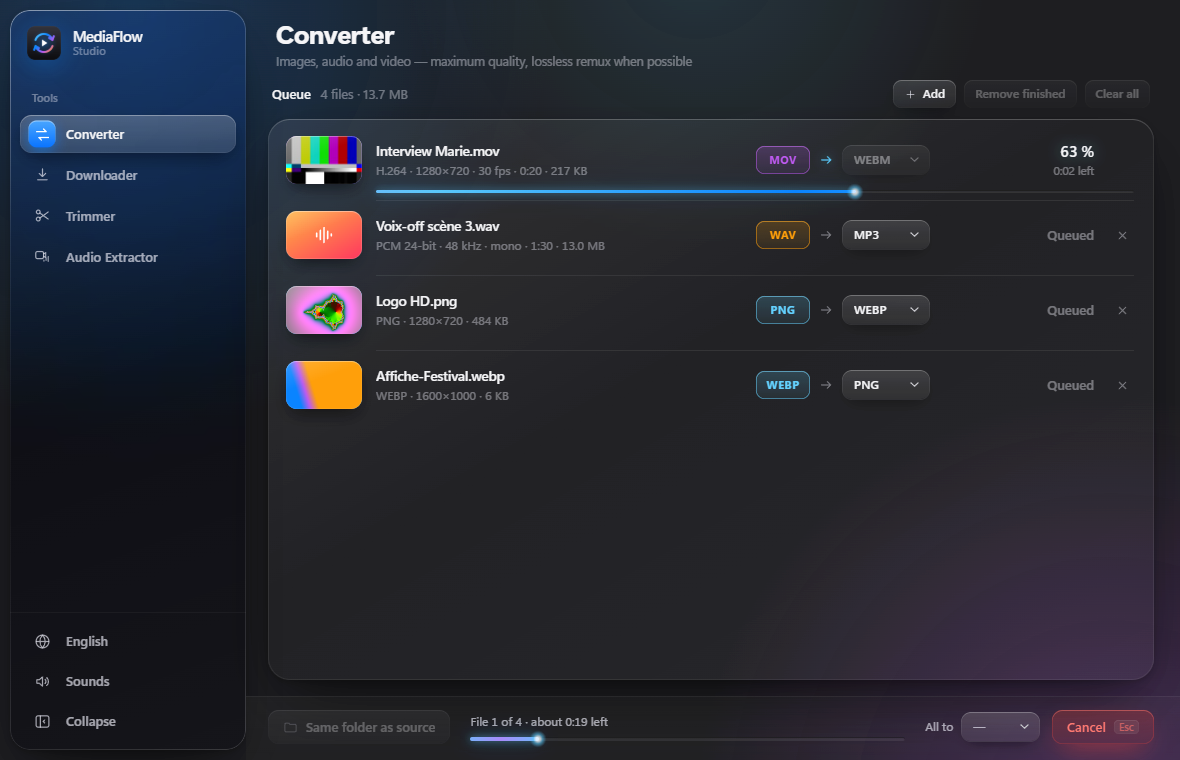 MediaFlow
Studio
Tools
Converter
Downloader
Trimmer
Audio Extractor
English
Sounds
Collapse
Converter
Images, audio and video — maximum quality, lossless remux when possible
Queue 4 files · 13.7 MB
Add
Remove finished
Clear all
Interview Marie.mov
H.264 · 1280×720 · 30 fps · 0:20 · 217 KB
MOV → WEBM
63 %
0:02 left
Voix-off scène 3.wav
PCM 24-bit · 48 kHz · mono · 1:30 · 13.0 MB
WAV → MP3
Queued
Logo HD.png
PNG · 1280×720 · 484 KB
PNG → WEBP
Queued
Affiche-Festival.webp
WEBP · 1600×1000 · 6 KB
WEBP → PNG
Queued
Same folder as source
File 1 of 4 · about 0:19 left
All to —
Cancel Esc